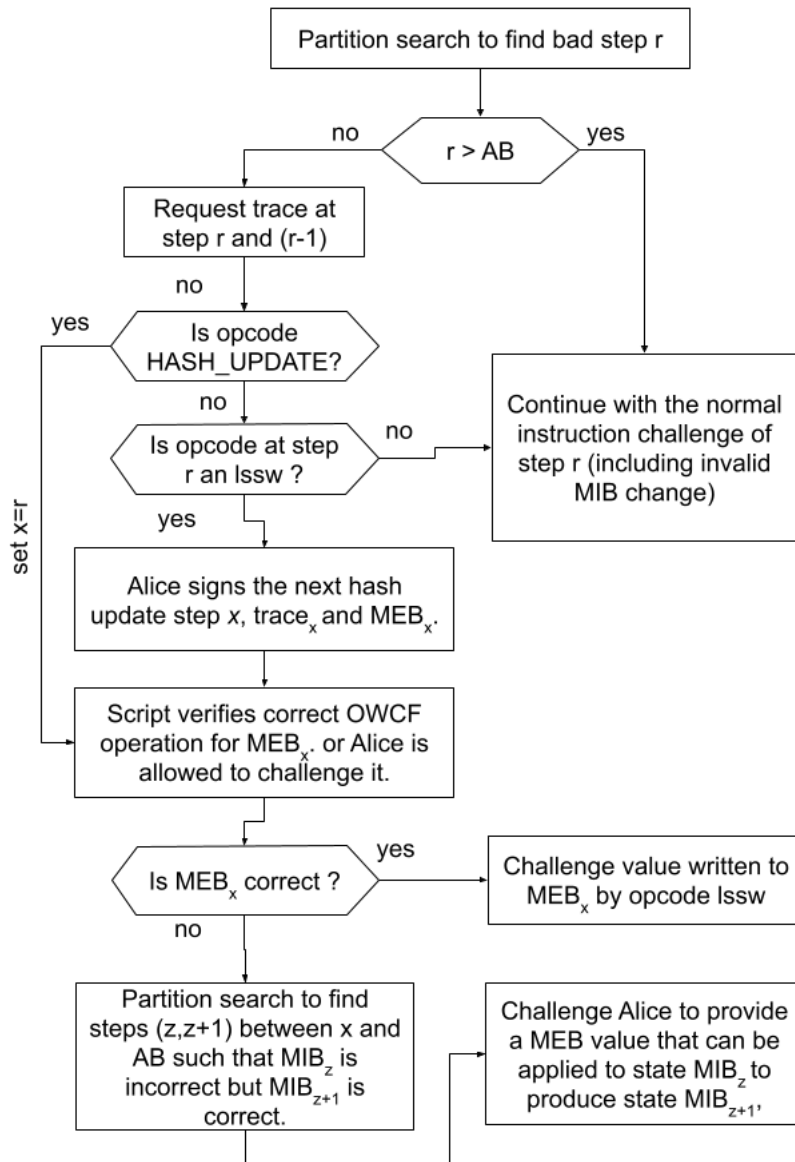 Partition search to find bad step r
no
yes
r > AB
Request trace at
step r and (r-1)
no
yes
Is opcode
HASH_UPDATE?
no
Is opcode at step
r an lssw ?
no
Continue with the normal
instruction challenge of
step r (including invalid
MIB change)
yes
set x=r
Alice signs the next hash
update step x, trace_x and MEB_x.
Script verifies correct OWCF
operation for MEB_x. or Alice is
allowed to challenge it.
Is MEB_x correct ?
yes
Challenge value written to
MEB_x by opcode lssw
no
Partition search to find
steps (z,z+1) between x and
AB such that MIB_z is
incorrect but MIB_z+1 is
correct.
Challenge Alice to provide
a MEB value that can be
applied to state MIB_z to
produce state MIB_z+1,